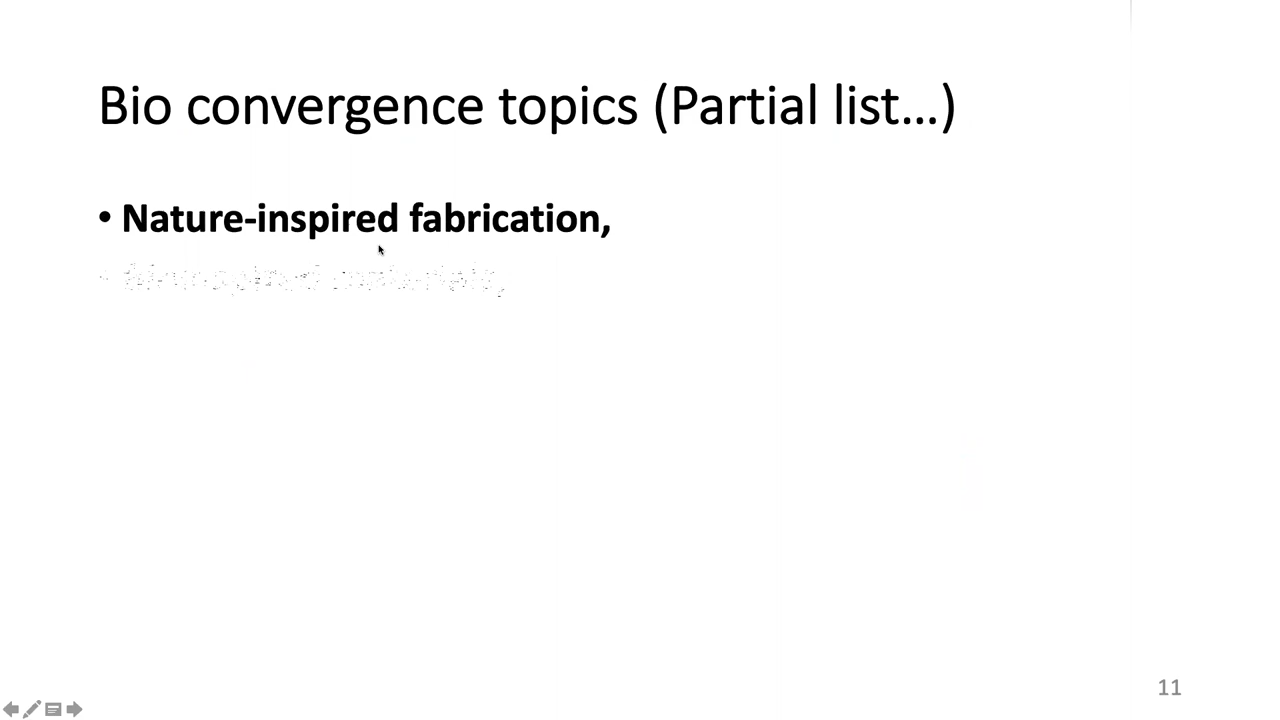 Bio convergence topics (Partial list…)
• Nature-inspired fabrication,
11